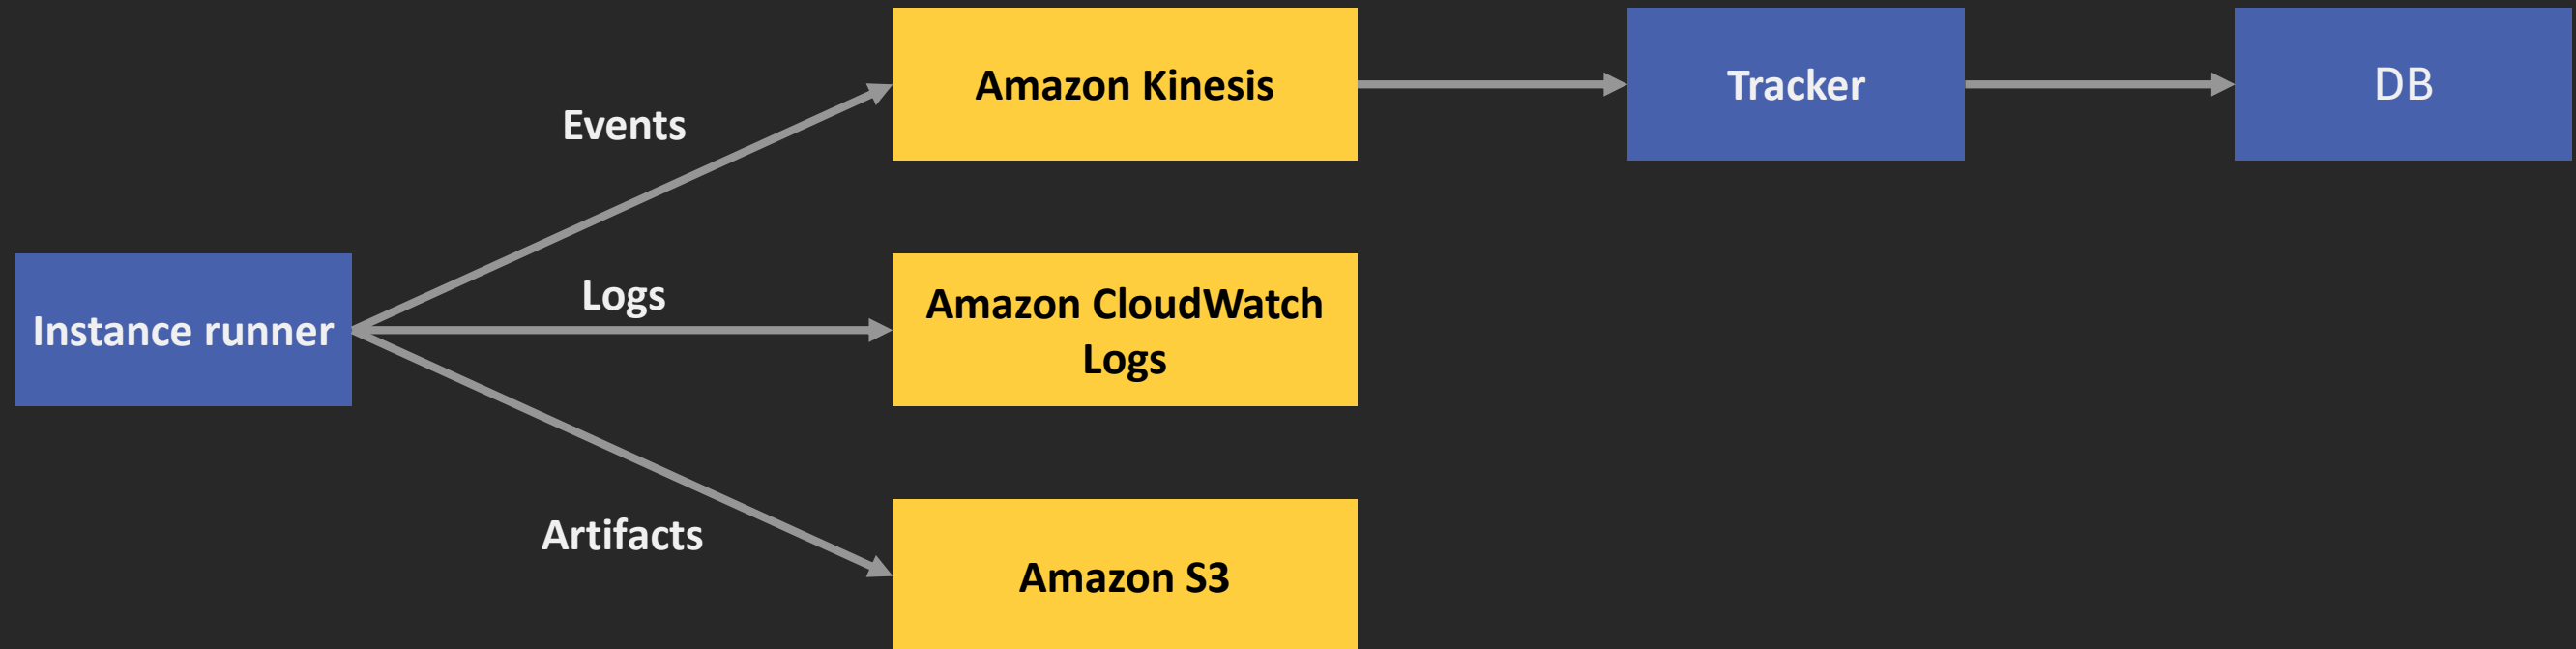 Amazon Kinesis
Tracker
DB
Events
Instance runner
Logs
Amazon CloudWatch
Logs
Artifacts
Amazon S3